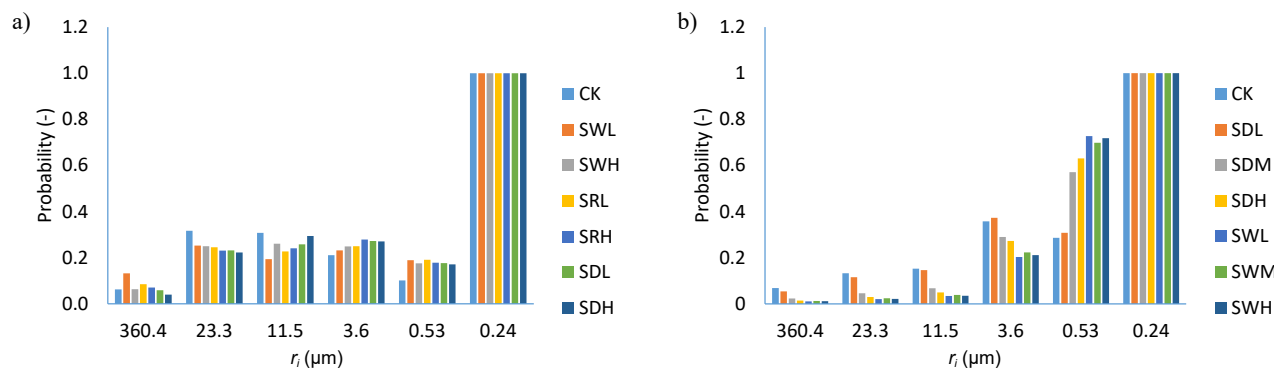 a)
Probability (-)
1.2
1.0
0.8
0.6
0.4
0.2
0.0
360.4 23.3 11.5 3.6 0.53 0.24
r_i (µm)
CK
SWL
SWH
SRL
SRH
SDL
SDH
b)
Probability (-)
1.2
1
0.8
0.6
0.4
0.2
0
360.4 23.3 11.5 3.6 0.53 0.24
r_i (µm)
CK
SDL
SDM
SDH
SWL
SWM
SWH